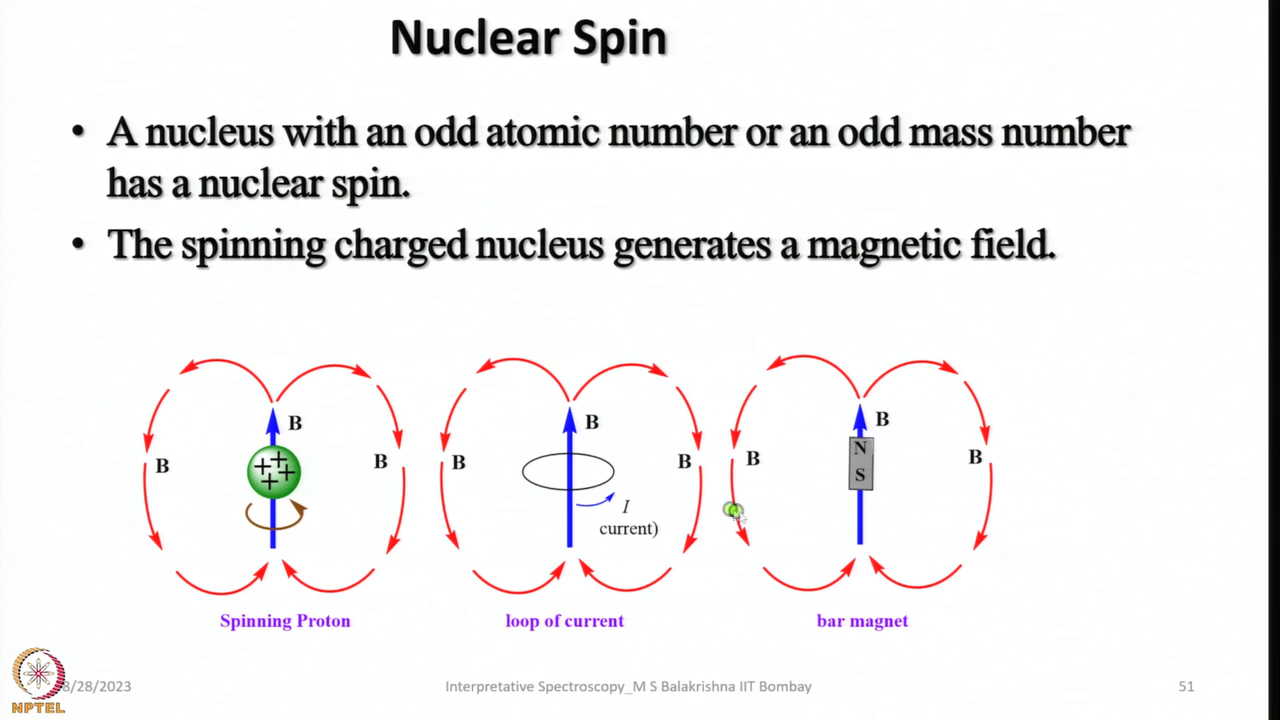 Nuclear Spin
• A nucleus with an odd atomic number or an odd mass number
has a nuclear spin.
• The spinning charged nucleus generates a magnetic field.
B
B
B
B
B
B
I
current)
B
B
B
N
S
Spinning Proton
loop of current
bar magnet
8/28/2023
Interpretative Spectroscopy_M S Balakrishna IIT Bombay
51
NPTEL